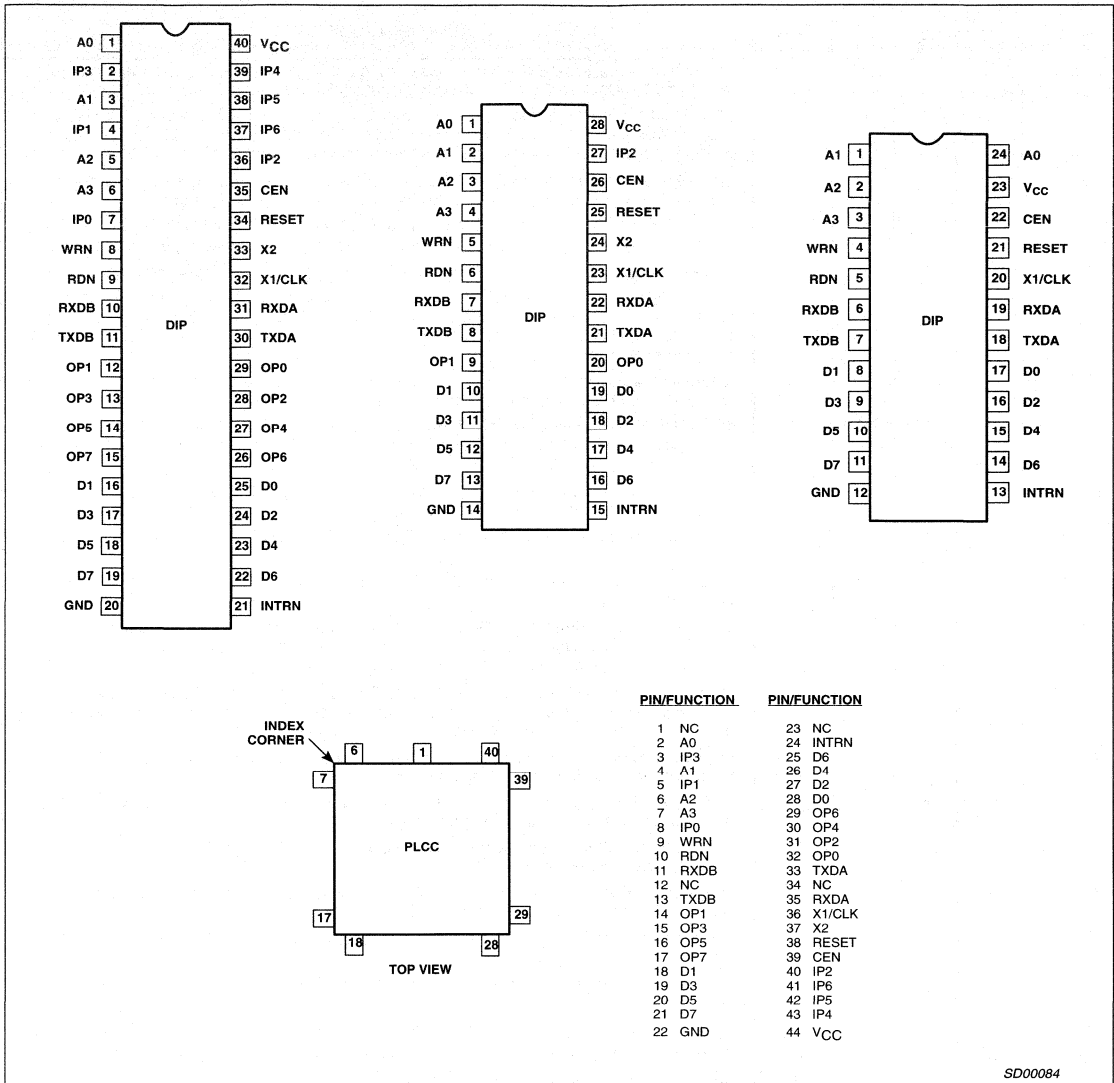 A0 1 40 VCC
IP3 2 39 IP4
A1 3 38 IP5
IP1 4 37 IP6
A2 5 36 IP2
A3 6 35 CEN
IP0 7 34 RESET
WRN 8 33 X2
RDN 9 32 X1/CLK
RXDB 10 31 RXDA
TXDB 11 30 TXDA
DIP
OP1 12 29 OP0
OP3 13 28 OP2
OP5 14 27 OP4
OP7 15 26 OP6
D1 16 25 D0
D3 17 24 D2
D5 18 23 D4
D7 19 22 D6
GND 20 21 INTRN
A0 1 28 VCC
A1 2 27 IP2
A2 3 26 CEN
A3 4 25 RESET
WRN 5 24 X2
RDN 6 23 X1/CLK
RXDB 7 22 RXDA
DIP
TXDB 8 21 TXDA
OP1 9 20 OP0
D1 10 19 D0
D3 11 18 D2
D5 12 17 D4
D7 13 16 D6
GND 14 15 INTRN
A1 1 24 A0
A2 2 23 VCC
A3 3 22 CEN
WRN 4 21 RESET
RDN 5 20 X1/CLK
RXDB 6 19 RXDA
DIP
TXDB 7 18 TXDA
D1 8 17 D0
D3 9 16 D2
D5 10 15 D4
D7 11 14 D6
GND 12 13 INTRN
INDEX
CORNER
6 1 40
7 39
PLCC
17 29
18 28
TOP VIEW
PIN/FUNCTION PIN/FUNCTION
1 NC 23 NC
2 A0 24 INTRN
3 IP3 25 D6
4 A1 26 D4
5 IP1 27 D2
6 A2 28 D0
7 A3 29 OP6
8 IP0 30 OP4
9 WRN 31 OP2
10 RDN 32 OP0
11 RXDB 33 TXDA
12 NC 34 NC
13 TXDB 35 RXDA
14 OP1 36 X1/CLK
15 OP3 37 X2
16 OP5 38 RESET
17 OP7 39 CEN
18 D1 40 IP2
19 D3 41 IP6
20 D5 42 IP5
21 D7 43 IP4
22 GND 44 VCC
SD00084